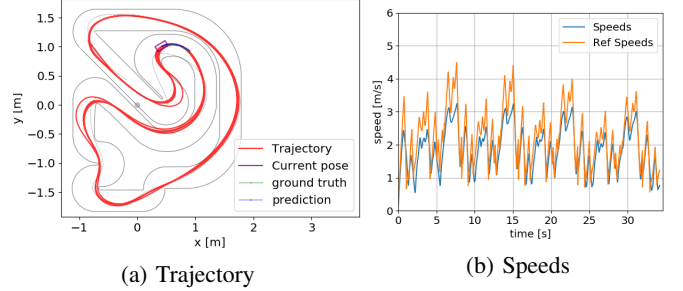 1.5
1.0
0.5
0.0
−0.5
−1.0
−1.5
y [m]
−1 0 1 2 3
x [m]
Trajectory
Current pose
ground truth
prediction
(a) Trajectory
6
5
4
3
2
1
0
speed [m/s]
0 5 10 15 20 25 30
time [s]
Speeds
Ref Speeds
(b) Speeds